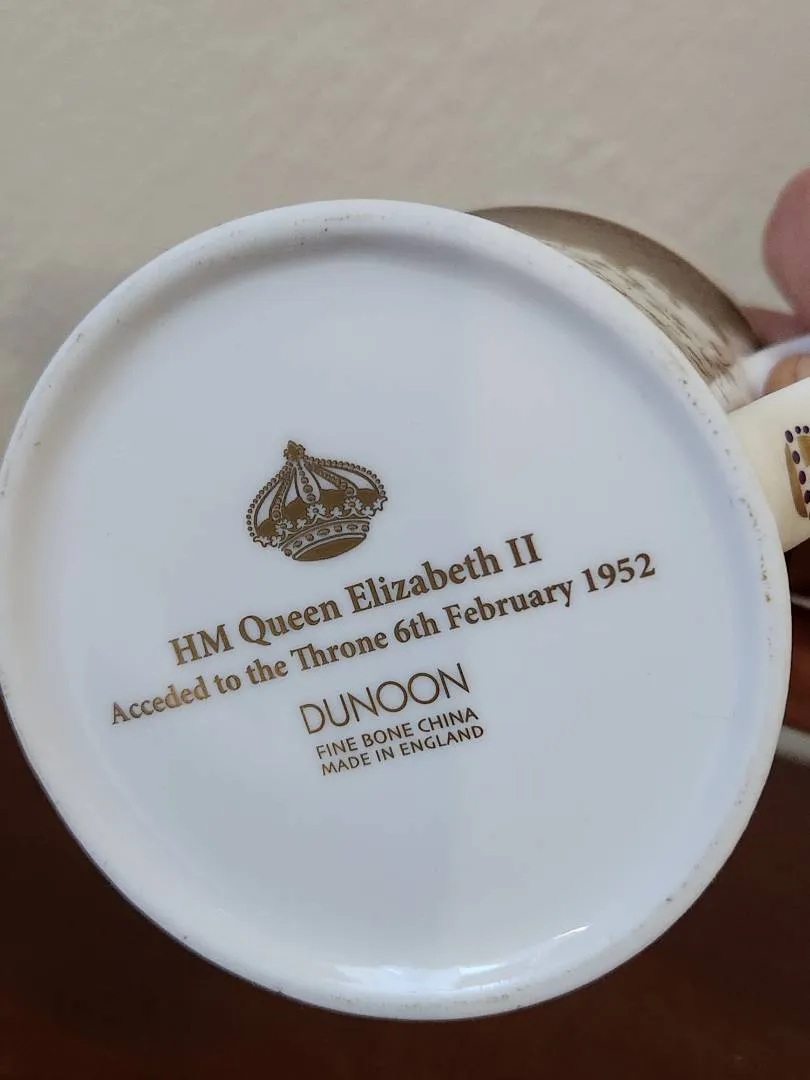 HM Queen Elizabeth II
Acceded to the Throne 6th February 1952
DUNOON
FINE BONE CHINA
MADE IN ENGLAND